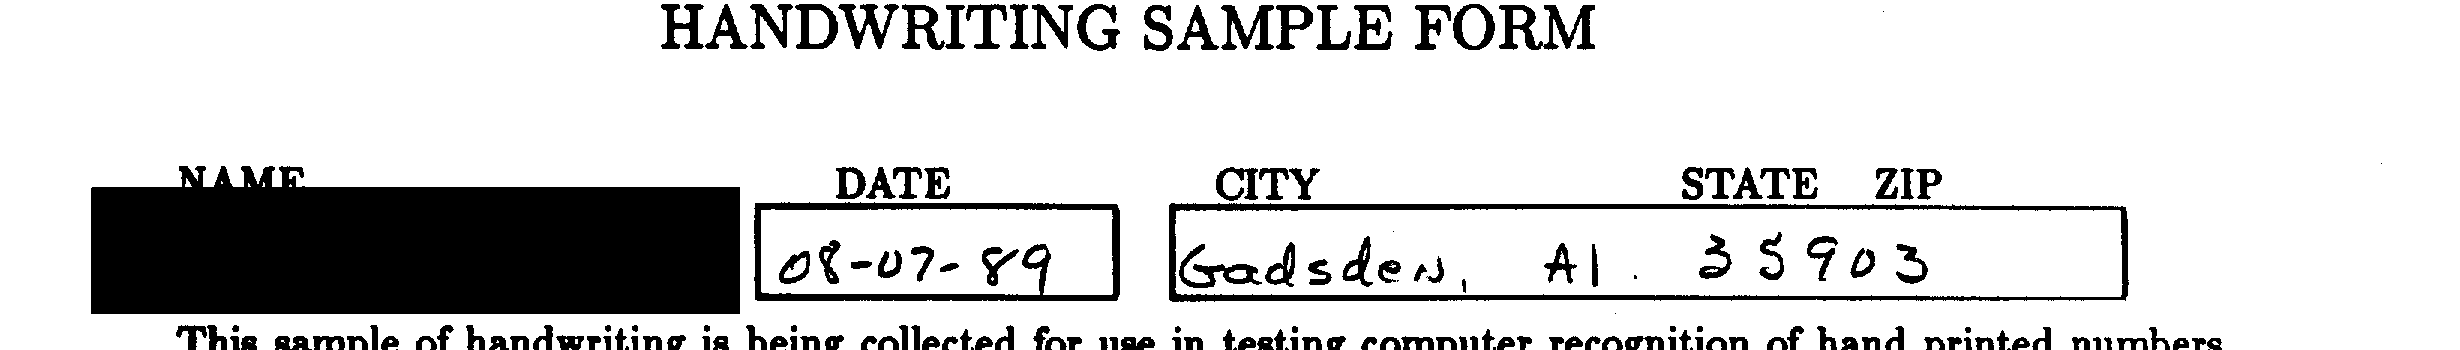 HANDWRITING SAMPLE FORM
NAME DATE CITY STATE ZIP
08-07-89 Gadsden, Al. 35903
This sample of handwriting is being collected for use in testing computer recognition of hand printed numbers